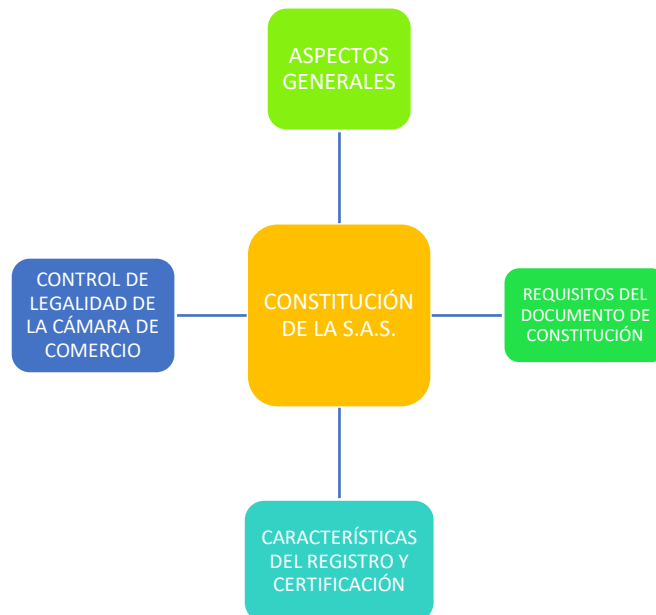 ASPECTOS
GENERALES
CONTROL DE
LEGALIDAD DE
LA CÁMARA DE
COMERCIO
CONSTITUCIÓN
DE LA S.A.S.
REQUISITOS DEL
DOCUMENTO DE
CONSTITUCIÓN
CARACTERÍSTICAS
DEL REGISTRO Y
CERTIFICACIÓN